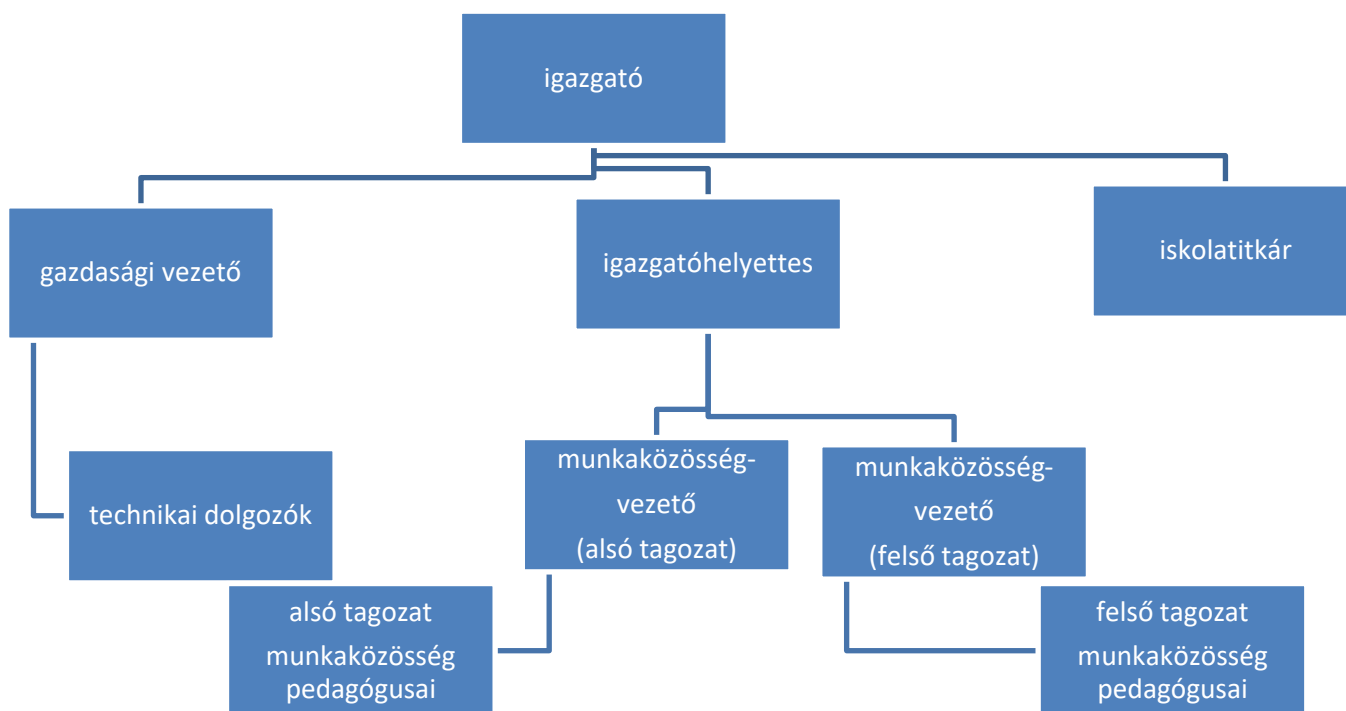 igazgató
gazdasági vezető
igazgatóhelyettes
iskolatitkár
technikai dolgozók
munkaközösség-
vezető
(alsó tagozat)
munkaközösség-
vezető
(felső tagozat)
alsó tagozat
munkaközösség
pedagógusai
felső tagozat
munkaközösség
pedagógusai